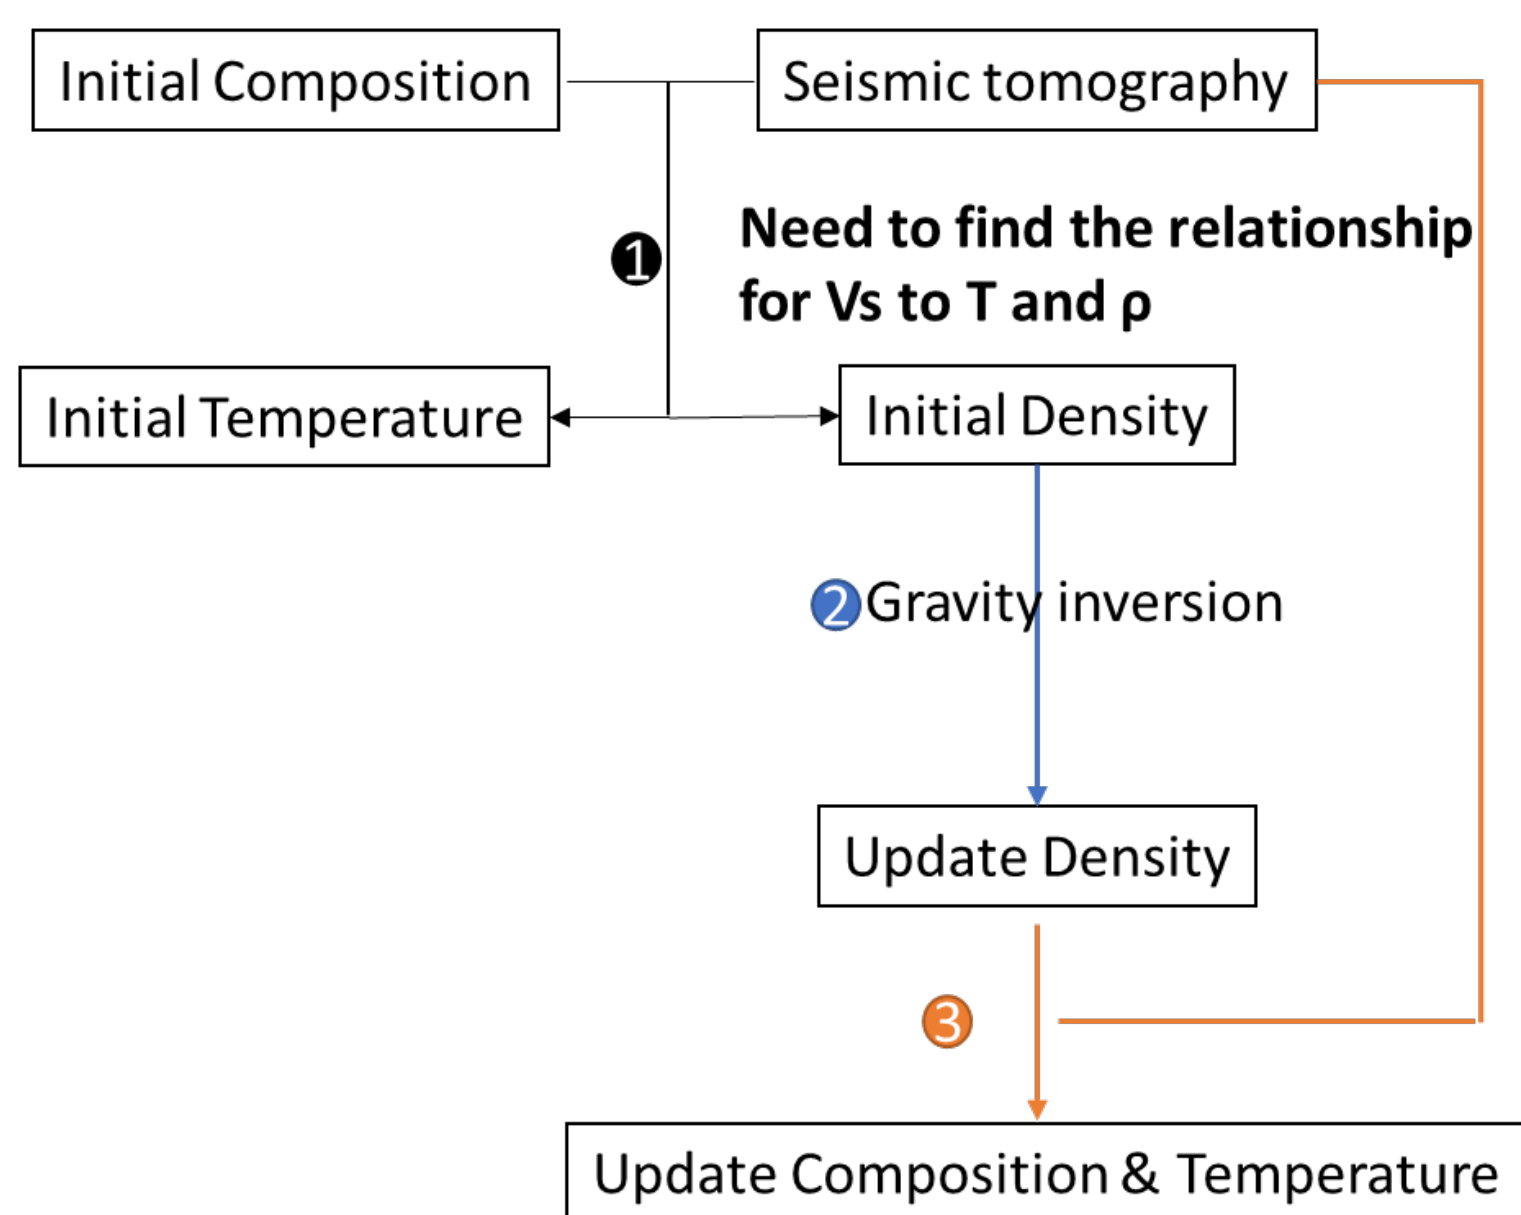 Initial Composition
Seismic tomography
Need to find the relationship
for Vs to T and ρ
1
Initial Temperature
Initial Density
2 Gravity inversion
Update Density
3
Update Composition & Temperature